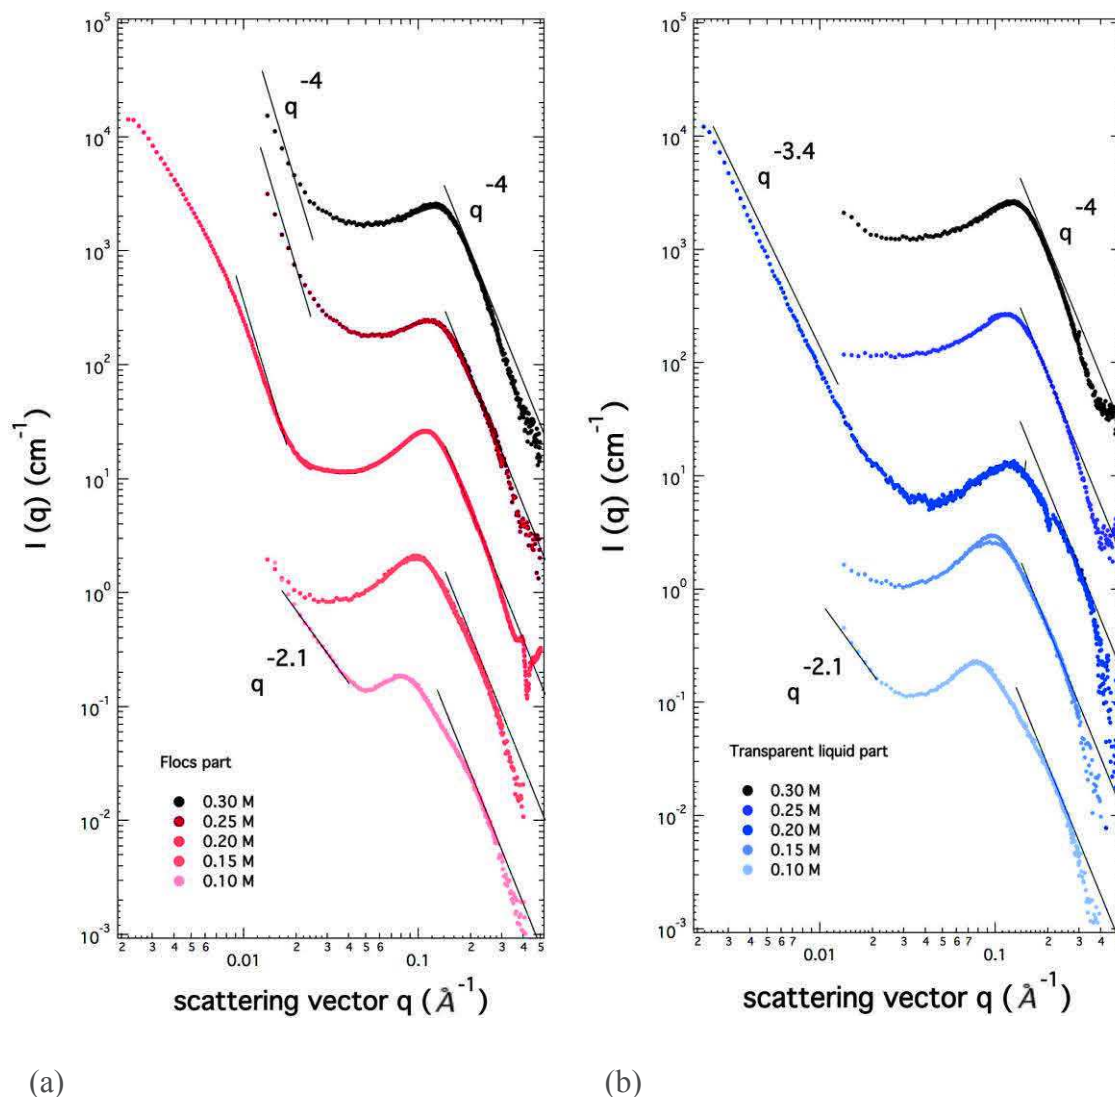 10^5
10^4
10^3
10^2
10^1
10^0
10^-1
10^-2
10^-3
I (q) (cm^-1)
q^-4
q^-4
q^-2.1
Flocs part
0.30 M
0.25 M
0.20 M
0.15 M
0.10 M
2 3 4 5 6 0.01 2 3 4 5 6 0.1 2 3 4 5
scattering vector q (Å^-1)
(a)
10^5
10^4
10^3
10^2
10^1
10^0
10^-1
10^-2
10^-3
I (q) (cm^-1)
q^-3.4
q^-4
q^-2.1
Transparent liquid part
0.30 M
0.25 M
0.20 M
0.15 M
0.10 M
2 3 4 5 6 7 0.01 2 3 4 5 6 7 0.1 2 3 4
scattering vector q (Å^-1)
(b)